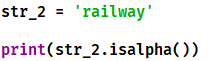 str_2 = 'railway'
print(str_2.isalpha())